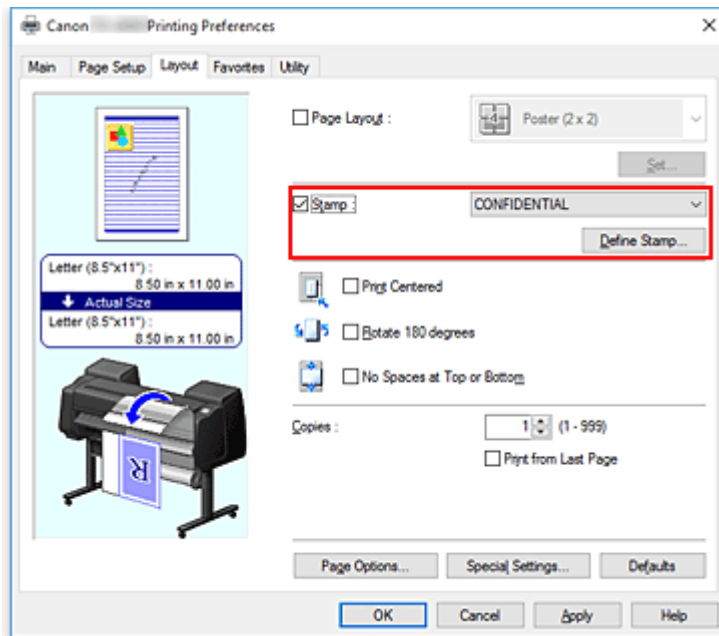 Canon Printing Preferences
Main Page Setup Layout Favorites Utility
Page Layout :
4 Poster (2 x 2)
Set...
Stamp : CONFIDENTIAL
Define Stamp...
Letter (8.5"x11") :
8.50 in x 11.00 in
Actual Size
Letter (8.5"x11") :
8.50 in x 11.00 in
Print Centered
Rotate 180 degrees
No Spaces at Top or Bottom
R
Copies : 1 (1 - 999)
Print from Last Page
Page Options... Special Settings... Defaults
OK Cancel Apply Help